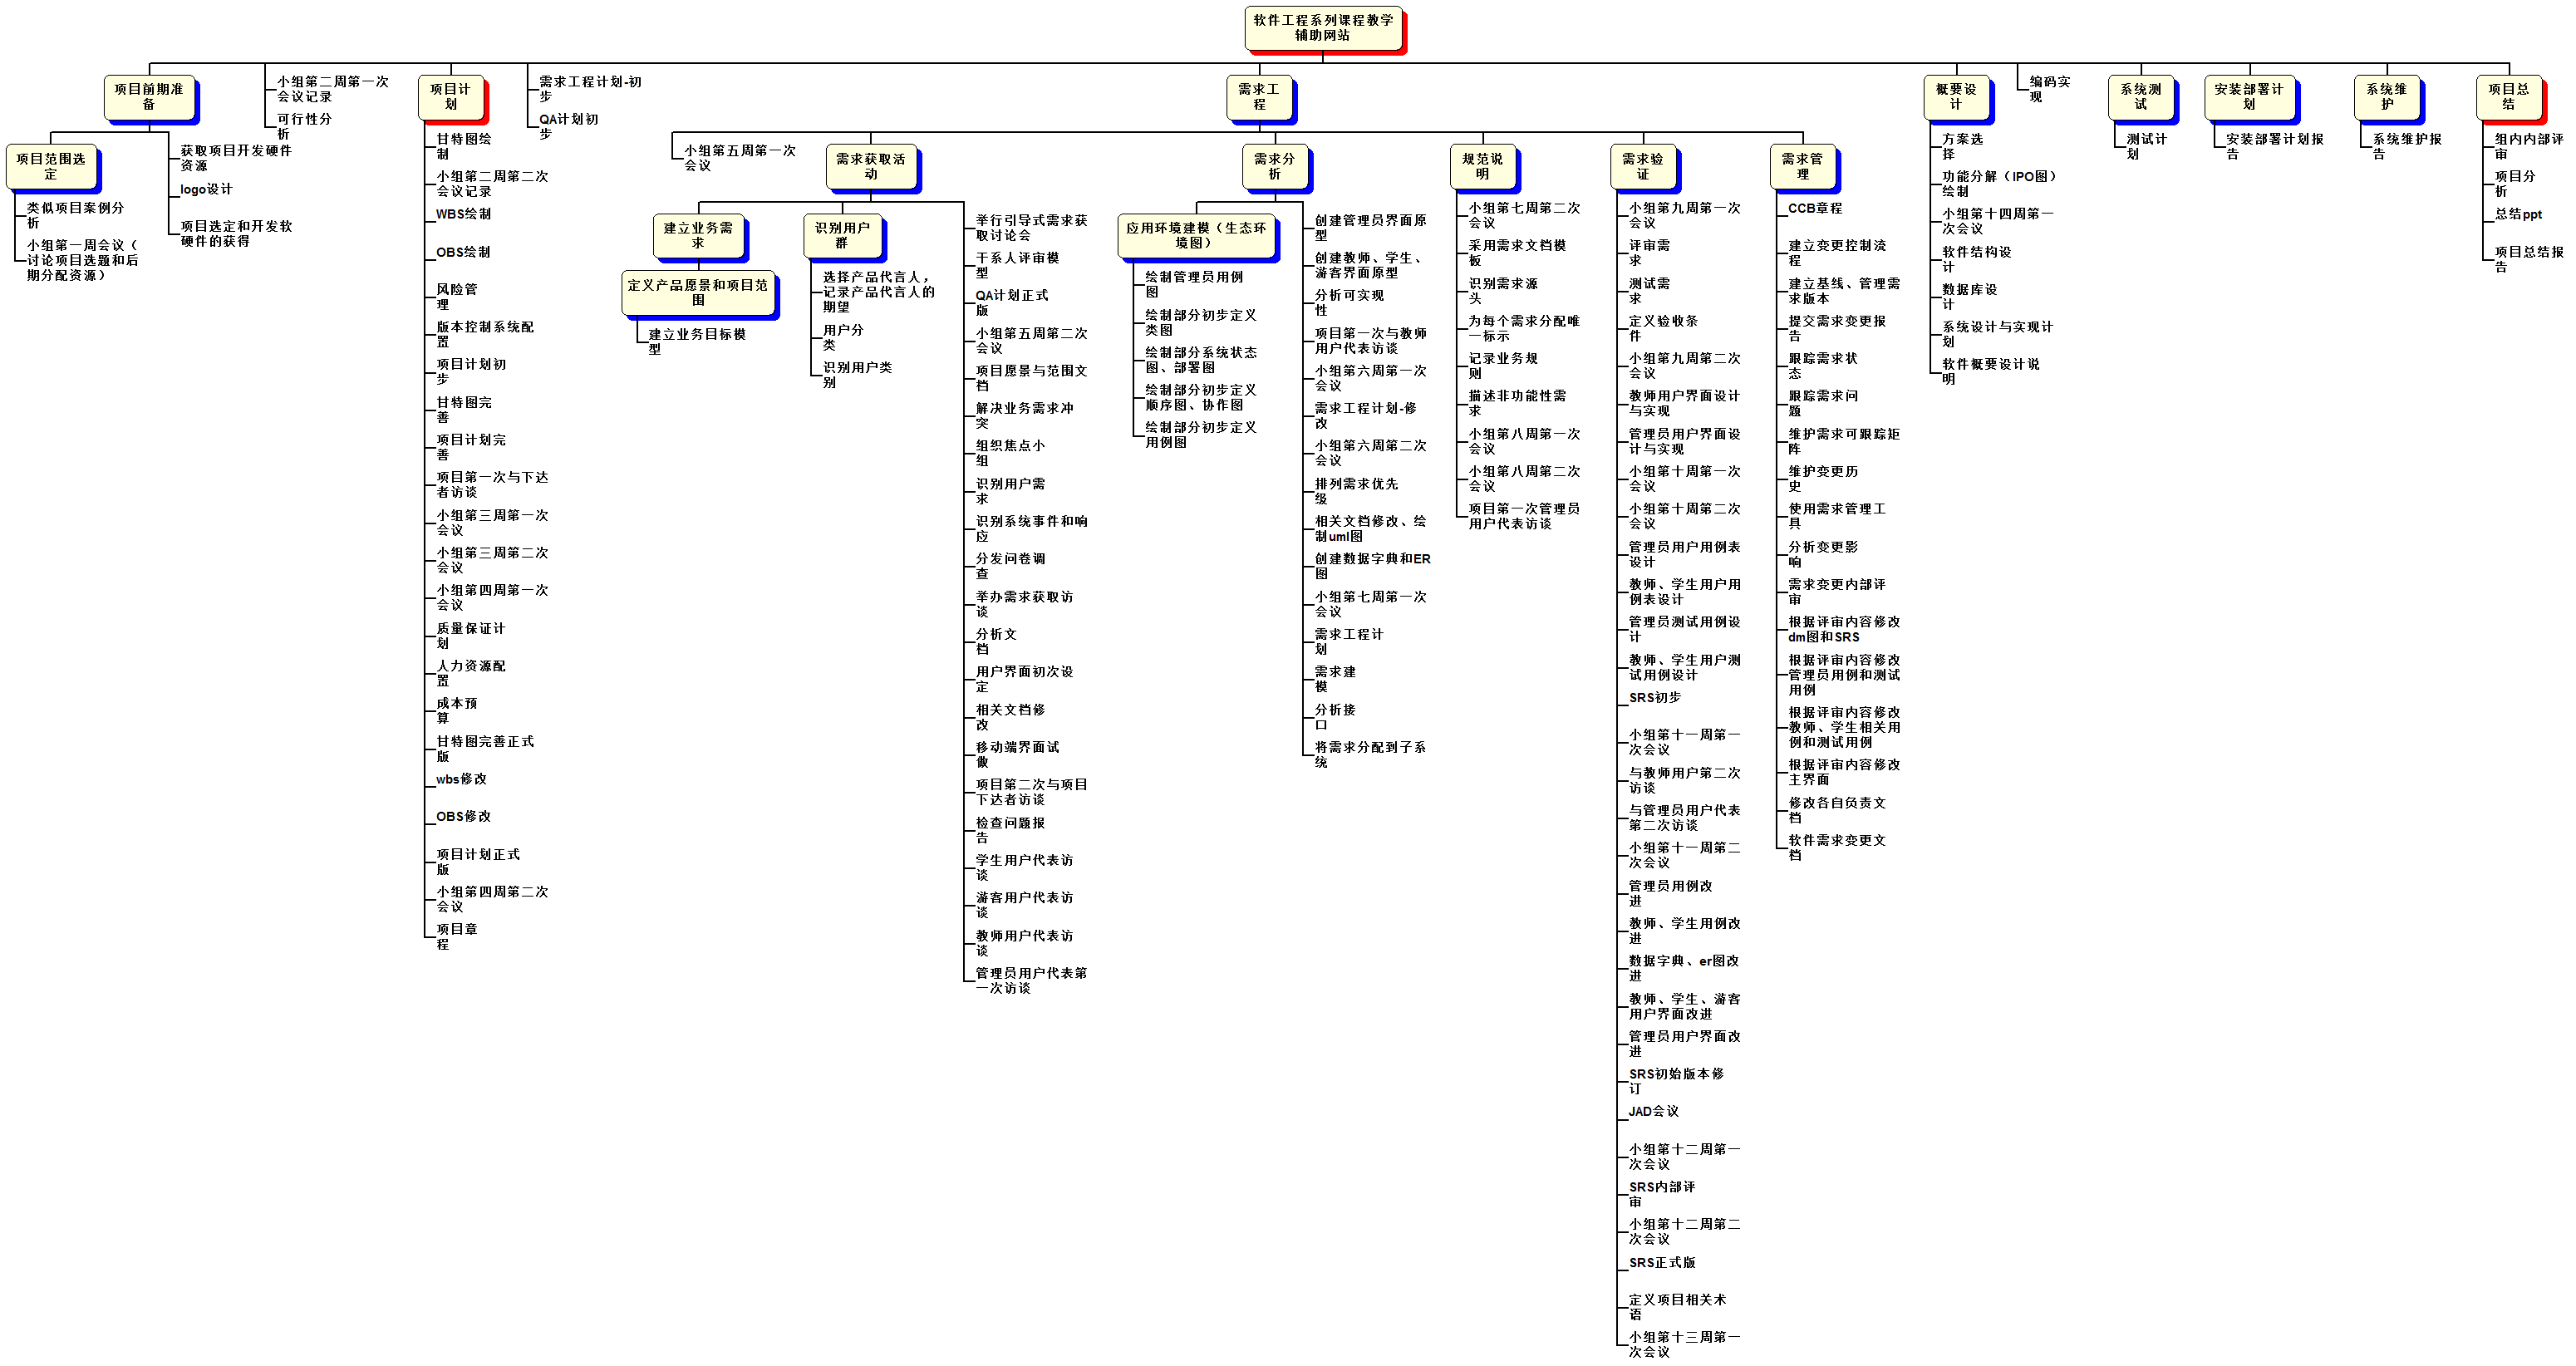 软件工程系列课程教学
辅助网站
项目前期准
备
项目范围选
定
类似项目案例分
析
小组第一周会议（
讨论项目选题和后
期分配资源）
获取项目开发硬件
资源
logo设计
项目选定和开发软
硬件的获得
小组第二周第一次
会议记录
可行性分
析
项目计
划
甘特图绘
制
小组第二周第二次
会议记录
WBS绘制
OBS绘制
风险管
理
版本控制系统配
置
项目计划初
步
甘特图完
善
项目计划完
善
项目第一次与下达
者访谈
小组第三周第一次
会议
小组第三周第二次
会议
小组第四周第一次
会议
质量保证计
划
人力资源配
置
成本预
算
甘特图完善正式
版
wbs修改
OBS修改
项目计划正式
版
小组第四周第二次
会议
项目章
程
需求工程计划-初
步
QA计划初
步
需求工
程
小组第五周第一次
会议
需求获取活
动
建立业务需
求
定义产品愿景和项目范
围
建立业务目标模
型
识别用户
群
选择产品代言人，
记录产品代言人的
期望
用户分
类
识别用户类
别
举行引导式需求获
取讨论会
干系人评审模
型
QA计划正式
版
小组第五周第二次
会议
项目愿景与范围文
档
解决业务需求冲
突
组织焦点小
组
识别用户需
求
识别系统事件和响
应
分发问卷调
查
举办需求获取访
谈
分析文
档
用户界面初次设
定
相关文档修
改
移动端界面试
做
项目第二次与项目
下达者访谈
检查问题报
告
学生用户代表访
谈
游客用户代表访
谈
教师用户代表访
谈
管理员用户代表第
一次访谈
需求分
析
应用环境建模（生态环
境图）
绘制管理员用例
图
绘制部分初步定义
类图
绘制部分系统状态
图、部署图
绘制部分初步定义
顺序图、协作图
绘制部分初步定义
用例图
创建管理员界面原
型
创建教师、学生、
游客界面原型
分析可实现
性
项目第一次与教师
用户代表访谈
小组第六周第一次
会议
需求工程计划-修
改
小组第六周第二次
会议
排列需求优先
级
相关文档修改、绘
制uml图
创建数据字典和ER
图
小组第七周第一次
会议
需求工程计
划
需求建
模
分析接
口
将需求分配到子系
统
规范说
明
小组第七周第二次
会议
采用需求文档模
板
识别需求源
头
为每个需求分配唯
一标示
记录业务规
则
描述非功能性需
求
小组第八周第一次
会议
小组第八周第二次
会议
项目第一次管理员
用户代表访谈
需求验
证
小组第九周第一次
会议
评审需
求
测试需
求
定义验收条
件
小组第九周第二次
会议
教师用户界面设计
与实现
管理员用户界面设
计与实现
小组第十周第一次
会议
小组第十周第二次
会议
管理员用户用例表
设计
教师、学生用户用
例表设计
管理员测试用例设
计
教师、学生用户测
试用例设计
SRS初步
小组第十一周第一
次会议
与教师用户第二次
访谈
与管理员用户代表
第二次访谈
小组第十一周第二
次会议
管理员用例改
进
教师、学生用例改
进
数据字典、er图改
进
教师、学生、游客
用户界面改进
管理员用户界面改
进
SRS初始版本修
订
JAD会议
小组第十二周第一
次会议
SRS内部评
审
小组第十二周第二
次会议
SRS正式版
定义项目相关术
语
小组第十三周第一
次会议
需求管
理
CCB章程
建立变更控制流
程
建立基线、管理需
求版本
提交需求变更报
告
跟踪需求状
态
跟踪需求问
题
维护需求可跟踪矩
阵
维护变更历
史
使用需求管理工
具
分析变更影
响
需求变更内部评
审
根据评审内容修改
dm图和SRS
根据评审内容修改
管理员用例和测试
用例
根据评审内容修改
教师、学生相关用
例和测试用例
根据评审内容修改
主界面
修改各自负责文
档
软件需求变更文
档
概要设
计
方案选
择
功能分解（IPO图）
绘制
小组第十四周第一
次会议
软件结构设
计
数据库设
计
系统设计与实现计
划
软件概要设计说
明
编码实
现
系统测
试
测试计
划
安装部署计
划
安装部署计划报
告
系统维
护
系统维护报
告
项目总
结
组内内部评
审
项目分
析
总结ppt
项目总结报
告